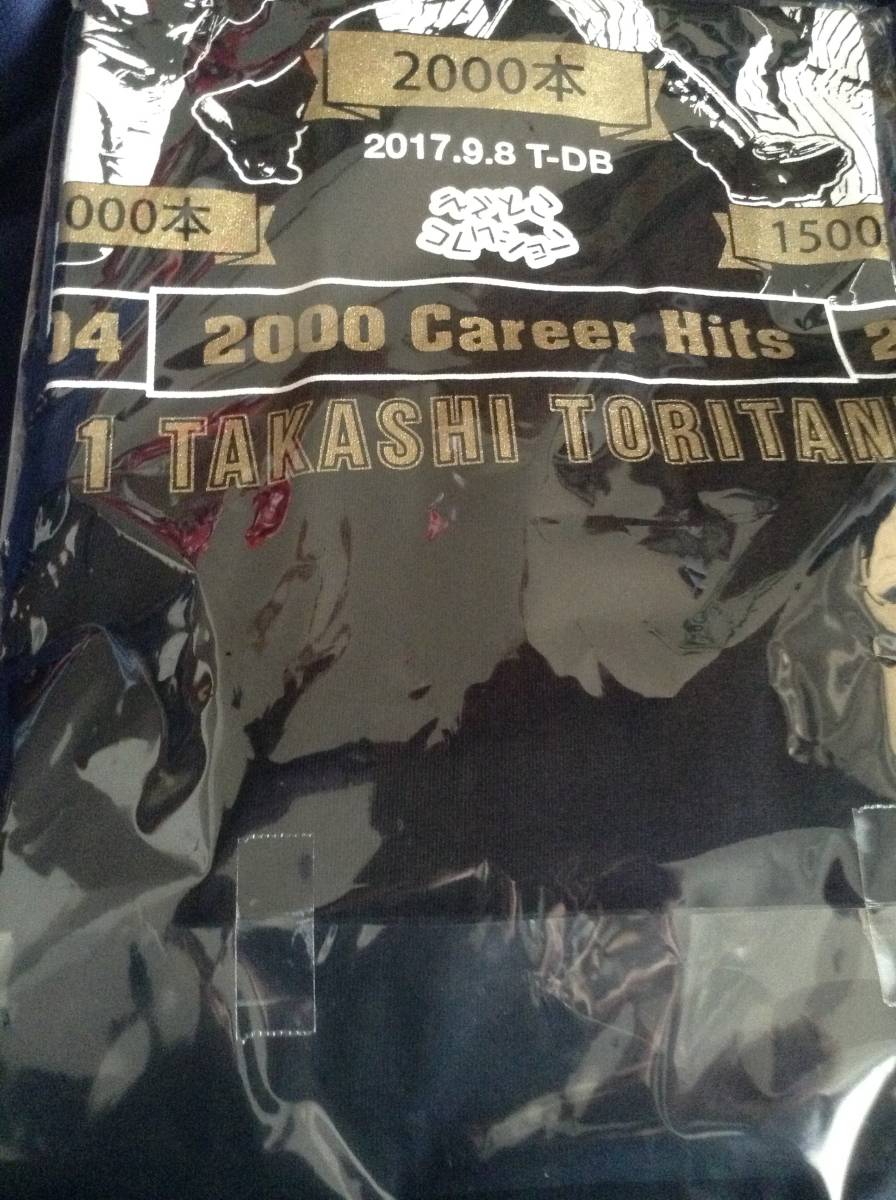 2000本
2017.9.8 T-DB
000本
1500
04
2000 Career Hits
2
1 TAKASHI TORITAN